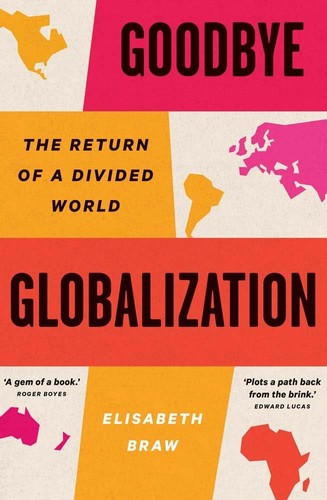 GOODBYE
THE RETURN
OF A DIVIDED
WORLD
GLOBALIZATION
‘A gem of a book.’
ROGER BOYES
‘Plots a path back
from the brink.’
EDWARD LUCAS
ELISABETH
BRAW